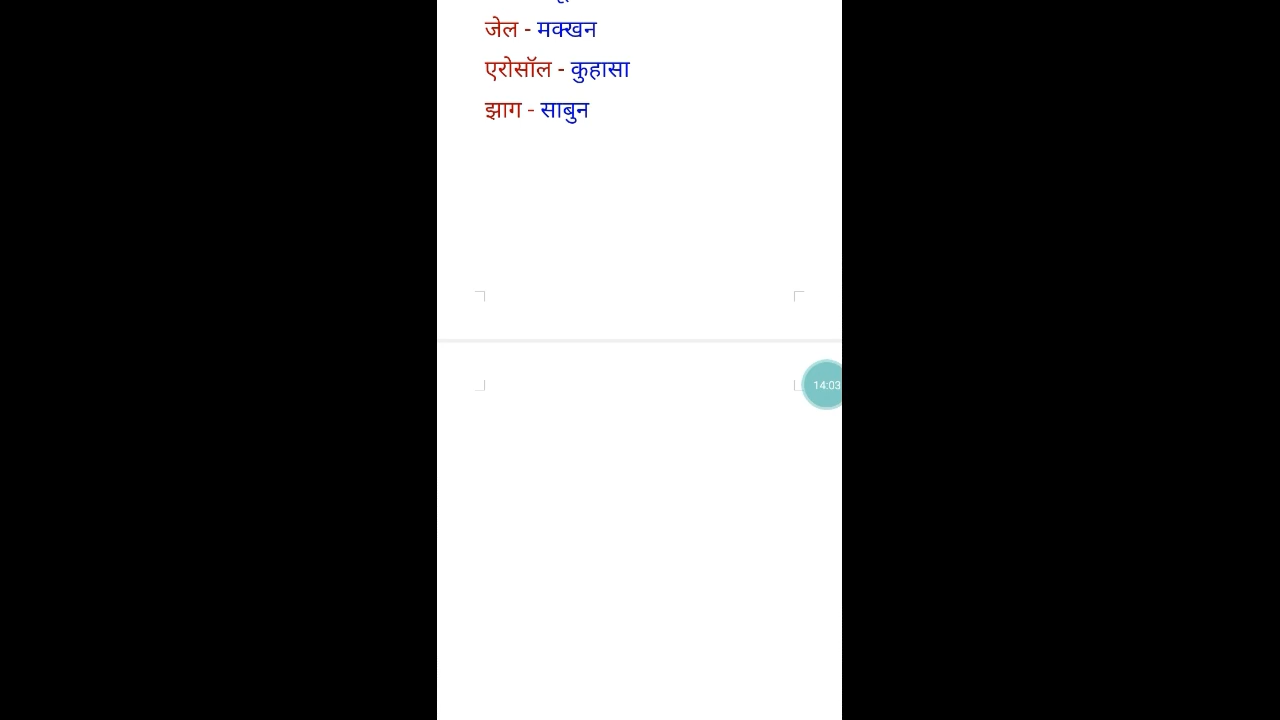 जेल - मक्खन
एरोसॉल - कुहासा
झाग - साबुन
14:03